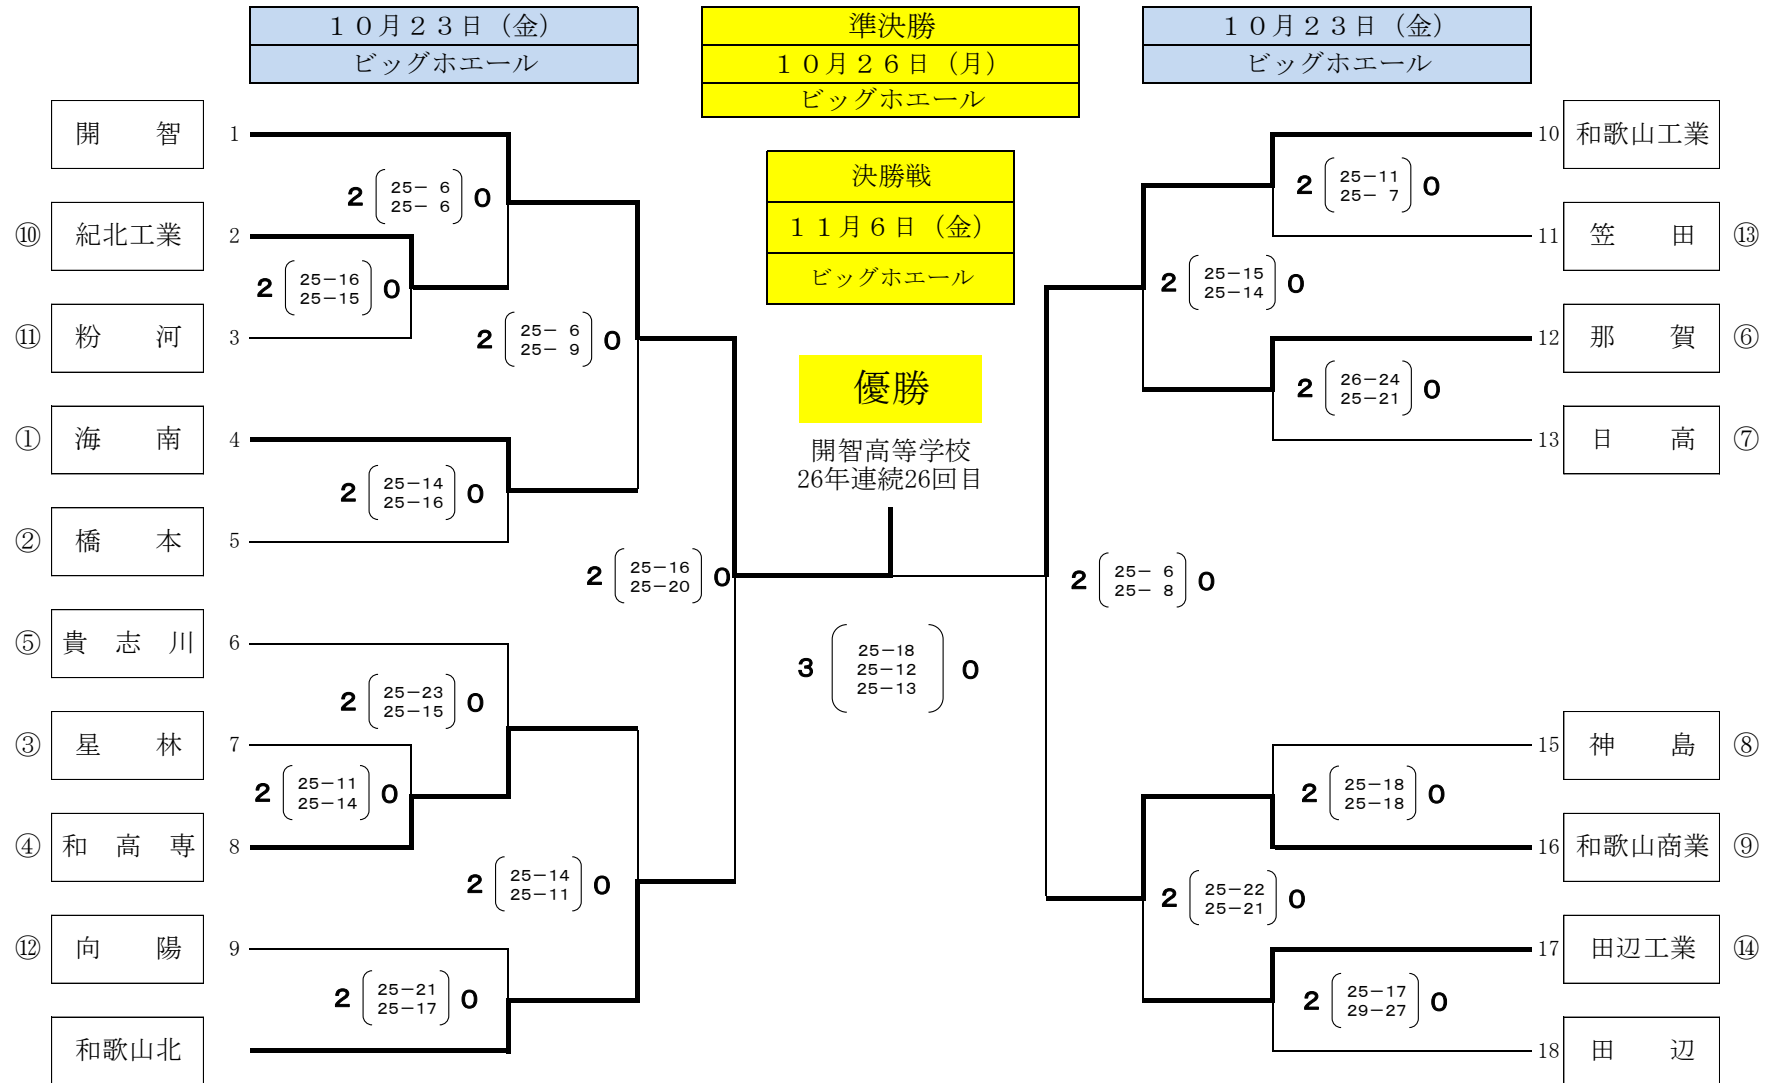 １０月２３日（金）
ビッグホエール
準決勝
１０月２６日（月）
ビッグホエール
１０月２３日（金）
ビッグホエール
決勝戦
１１月６日（金）
ビッグホエール
優勝
開智高等学校
26年連続26回目
開　智 1
⑩ 紀北工業 2
⑪ 粉　河 3
① 海　南 4
② 橋　本 5
⑤ 貴　志　川 6
③ 星　林 7
④ 和　高　専 8
⑫ 向　陽 9
和歌山北
2 25－ 6 0
25－ 6
2 25－16 0
25－15
2 25－ 6 0
25－ 9
2 25－14 0
25－16
2 25－16 0
25－20
2 25－23 0
25－15
2 25－11 0
25－14
2 25－14 0
25－11
2 25－21 0
25－17
3 25－18 0
25－12
25－13
10 和歌山工業
11 笠　田 ⑬
12 那　賀 ⑥
13 日　高 ⑦
15 神　島 ⑧
16 和歌山商業 ⑨
17 田辺工業 ⑭
18 田　辺
2 25－11 0
25－ 7
2 25－15 0
25－14
2 26－24 0
25－21
2 25－ 6 0
25－ 8
2 25－18 0
25－18
2 25－22 0
25－21
2 25－17 0
29－27